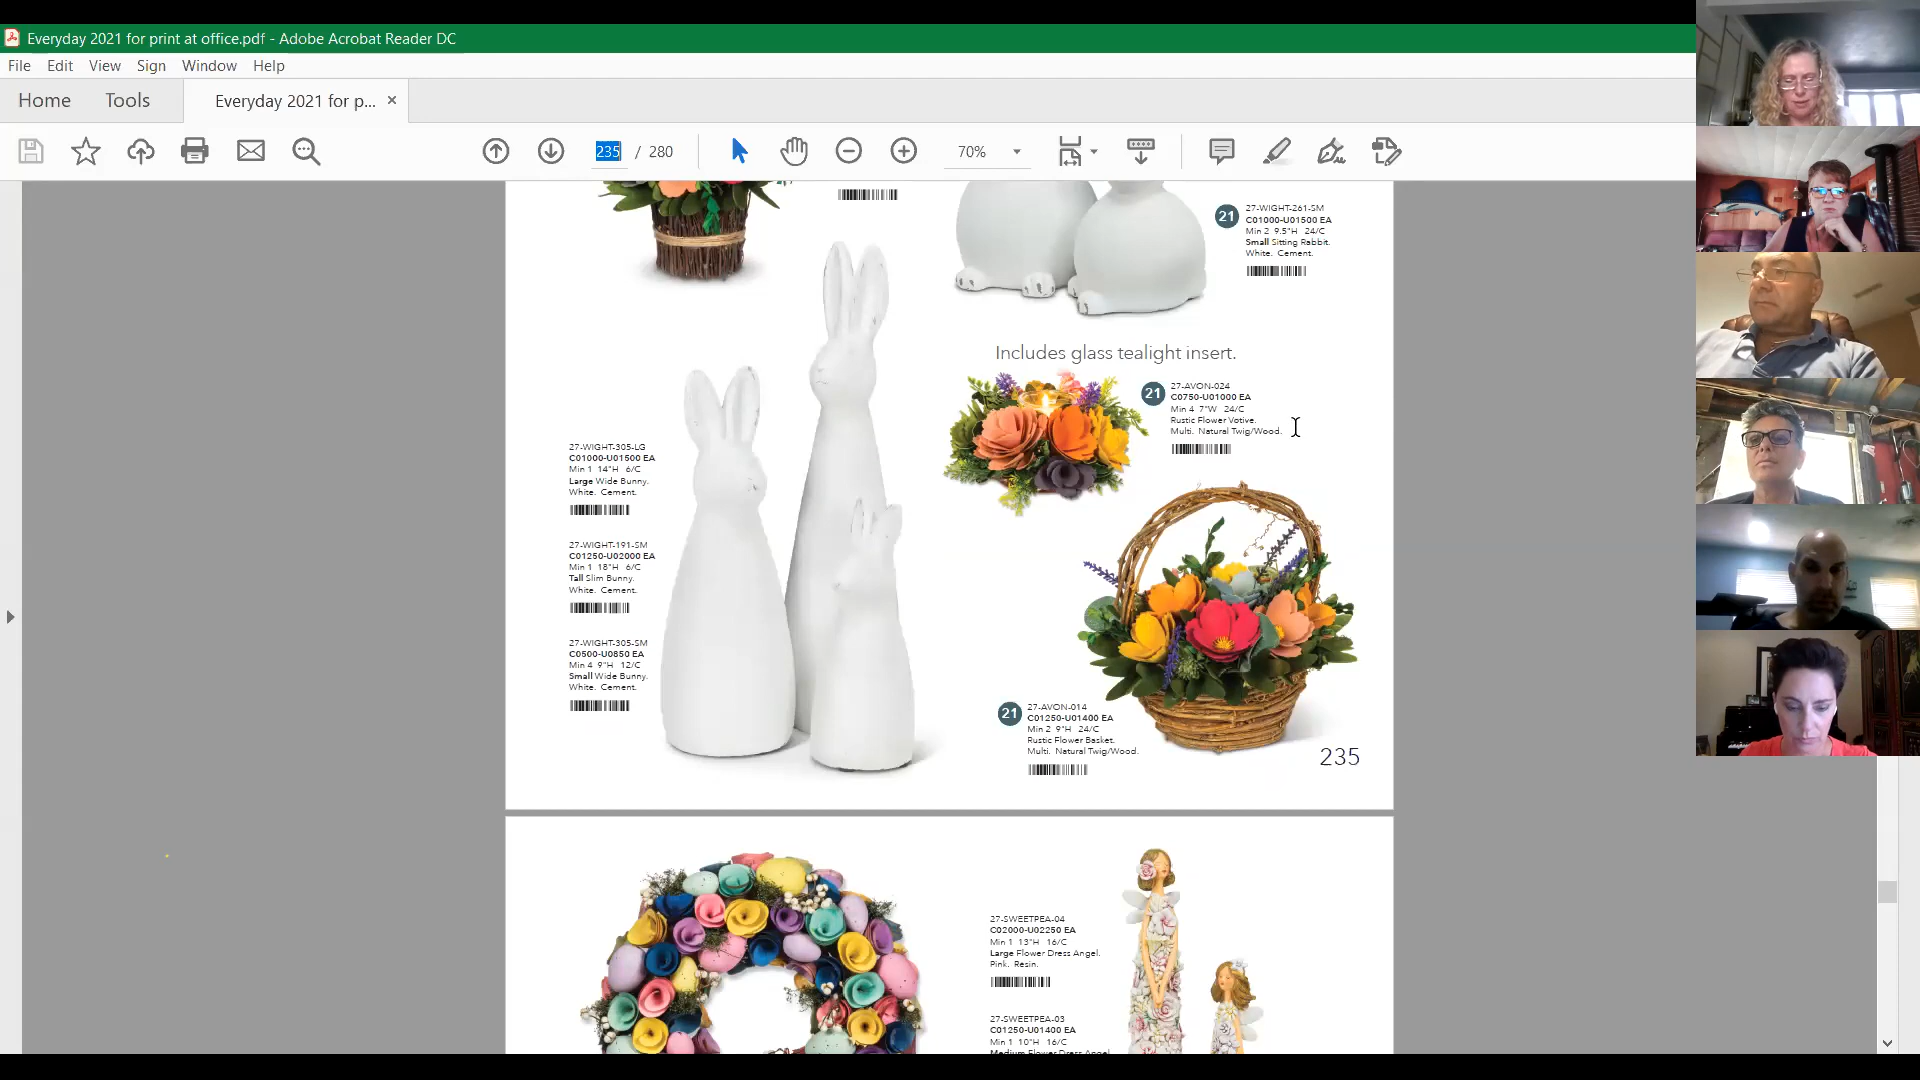 Everyday 2021 for print at office.pdf - Adobe Acrobat Reader DC
File Edit View Sign Window Help
Home Tools Everyday 2021 for p... ×
235 / 280 70%
21 27-WIGHT-261-SM
C01000-U01500 EA
Min 2 9.5"H 24/C
Small Sitting Rabbit.
White. Cement.
Includes glass tealight insert.
21 27-AVON-024
C0750-U01000 EA
Min 4 7"W 24/C
Rustic Flower Votive.
Multi. Natural Twig/Wood.
27-WIGHT-305-LG
C01000-U01500 EA
Min 1 14"H 6/C
Large Wide Bunny.
White. Cement.
27-WIGHT-191-SM
C01250-U02000 EA
Min 1 18"H 6/C
Tall Slim Bunny.
White. Cement.
27-WIGHT-305-SM
C0500-U0850 EA
Min 4 9"H 12/C
Small Wide Bunny.
White. Cement.
21 27-AVON-014
C01250-U01400 EA
Min 2 9"H 24/C
Rustic Flower Basket.
Multi. Natural Twig/Wood.
235
27-SWEETPEA-04
C02000-U02250 EA
Min 1 13"H 16/C
Large Flower Dress Angel.
Pink. Resin.
27-SWEETPEA-03
C01250-U01400 EA
Min 1 10"H 16/C
Medium Flower Dress Angel